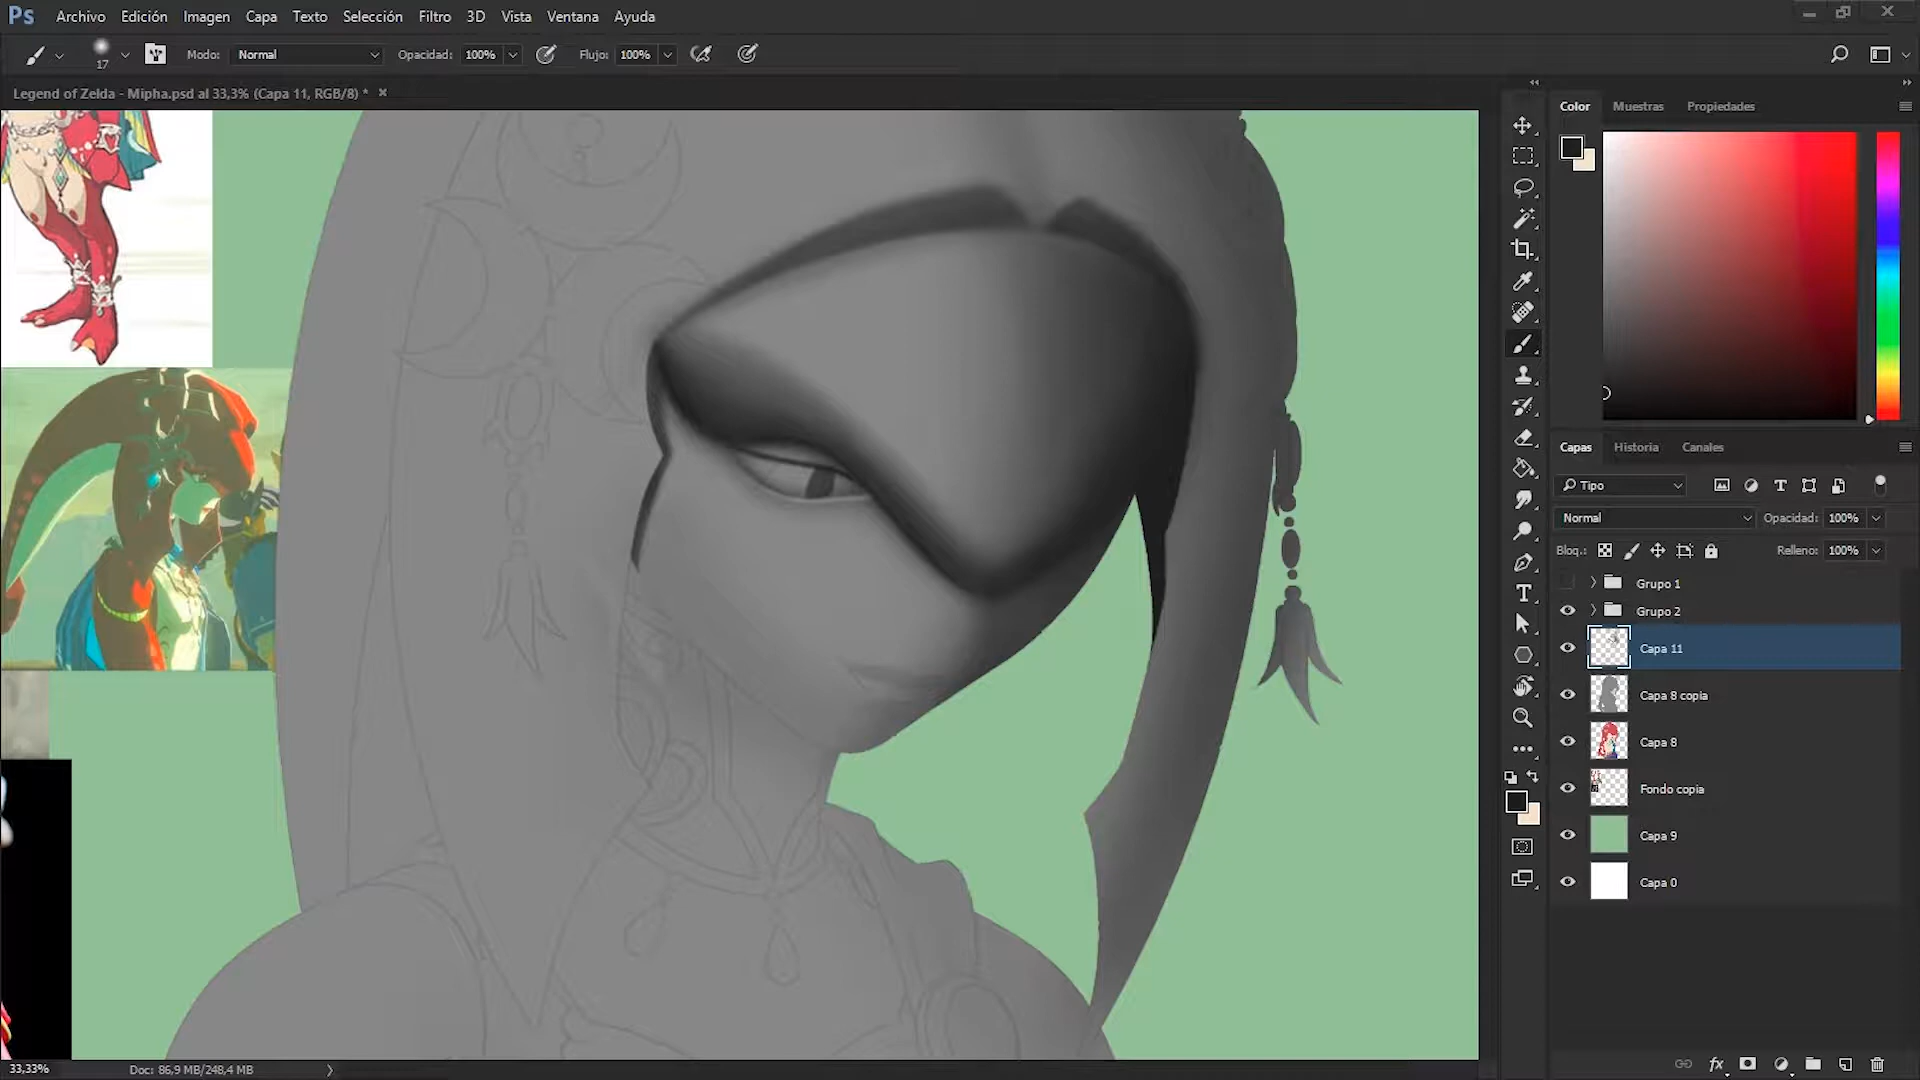 Ps Archivo Edición Imagen Capa Texto Selección Filtro 3D Vista Ventana Ayuda
17 Modo: Normal Opacidad: 100% Flujo: 100%
Legend of Zelda - Mipha.psd al 33,3% (Capa 11, RGB/8) *
Color Muestras Propiedades
Capas Historia Canales
Tipo
Normal Opacidad: 100%
Bloq.: Relleno: 100%
Grupo 1
Grupo 2
Capa 11
Capa 8 copia
Capa 8
Fondo copia
Capa 9
Capa 0
33,33% Doc: 86,9 MB/248,4 MB
fx